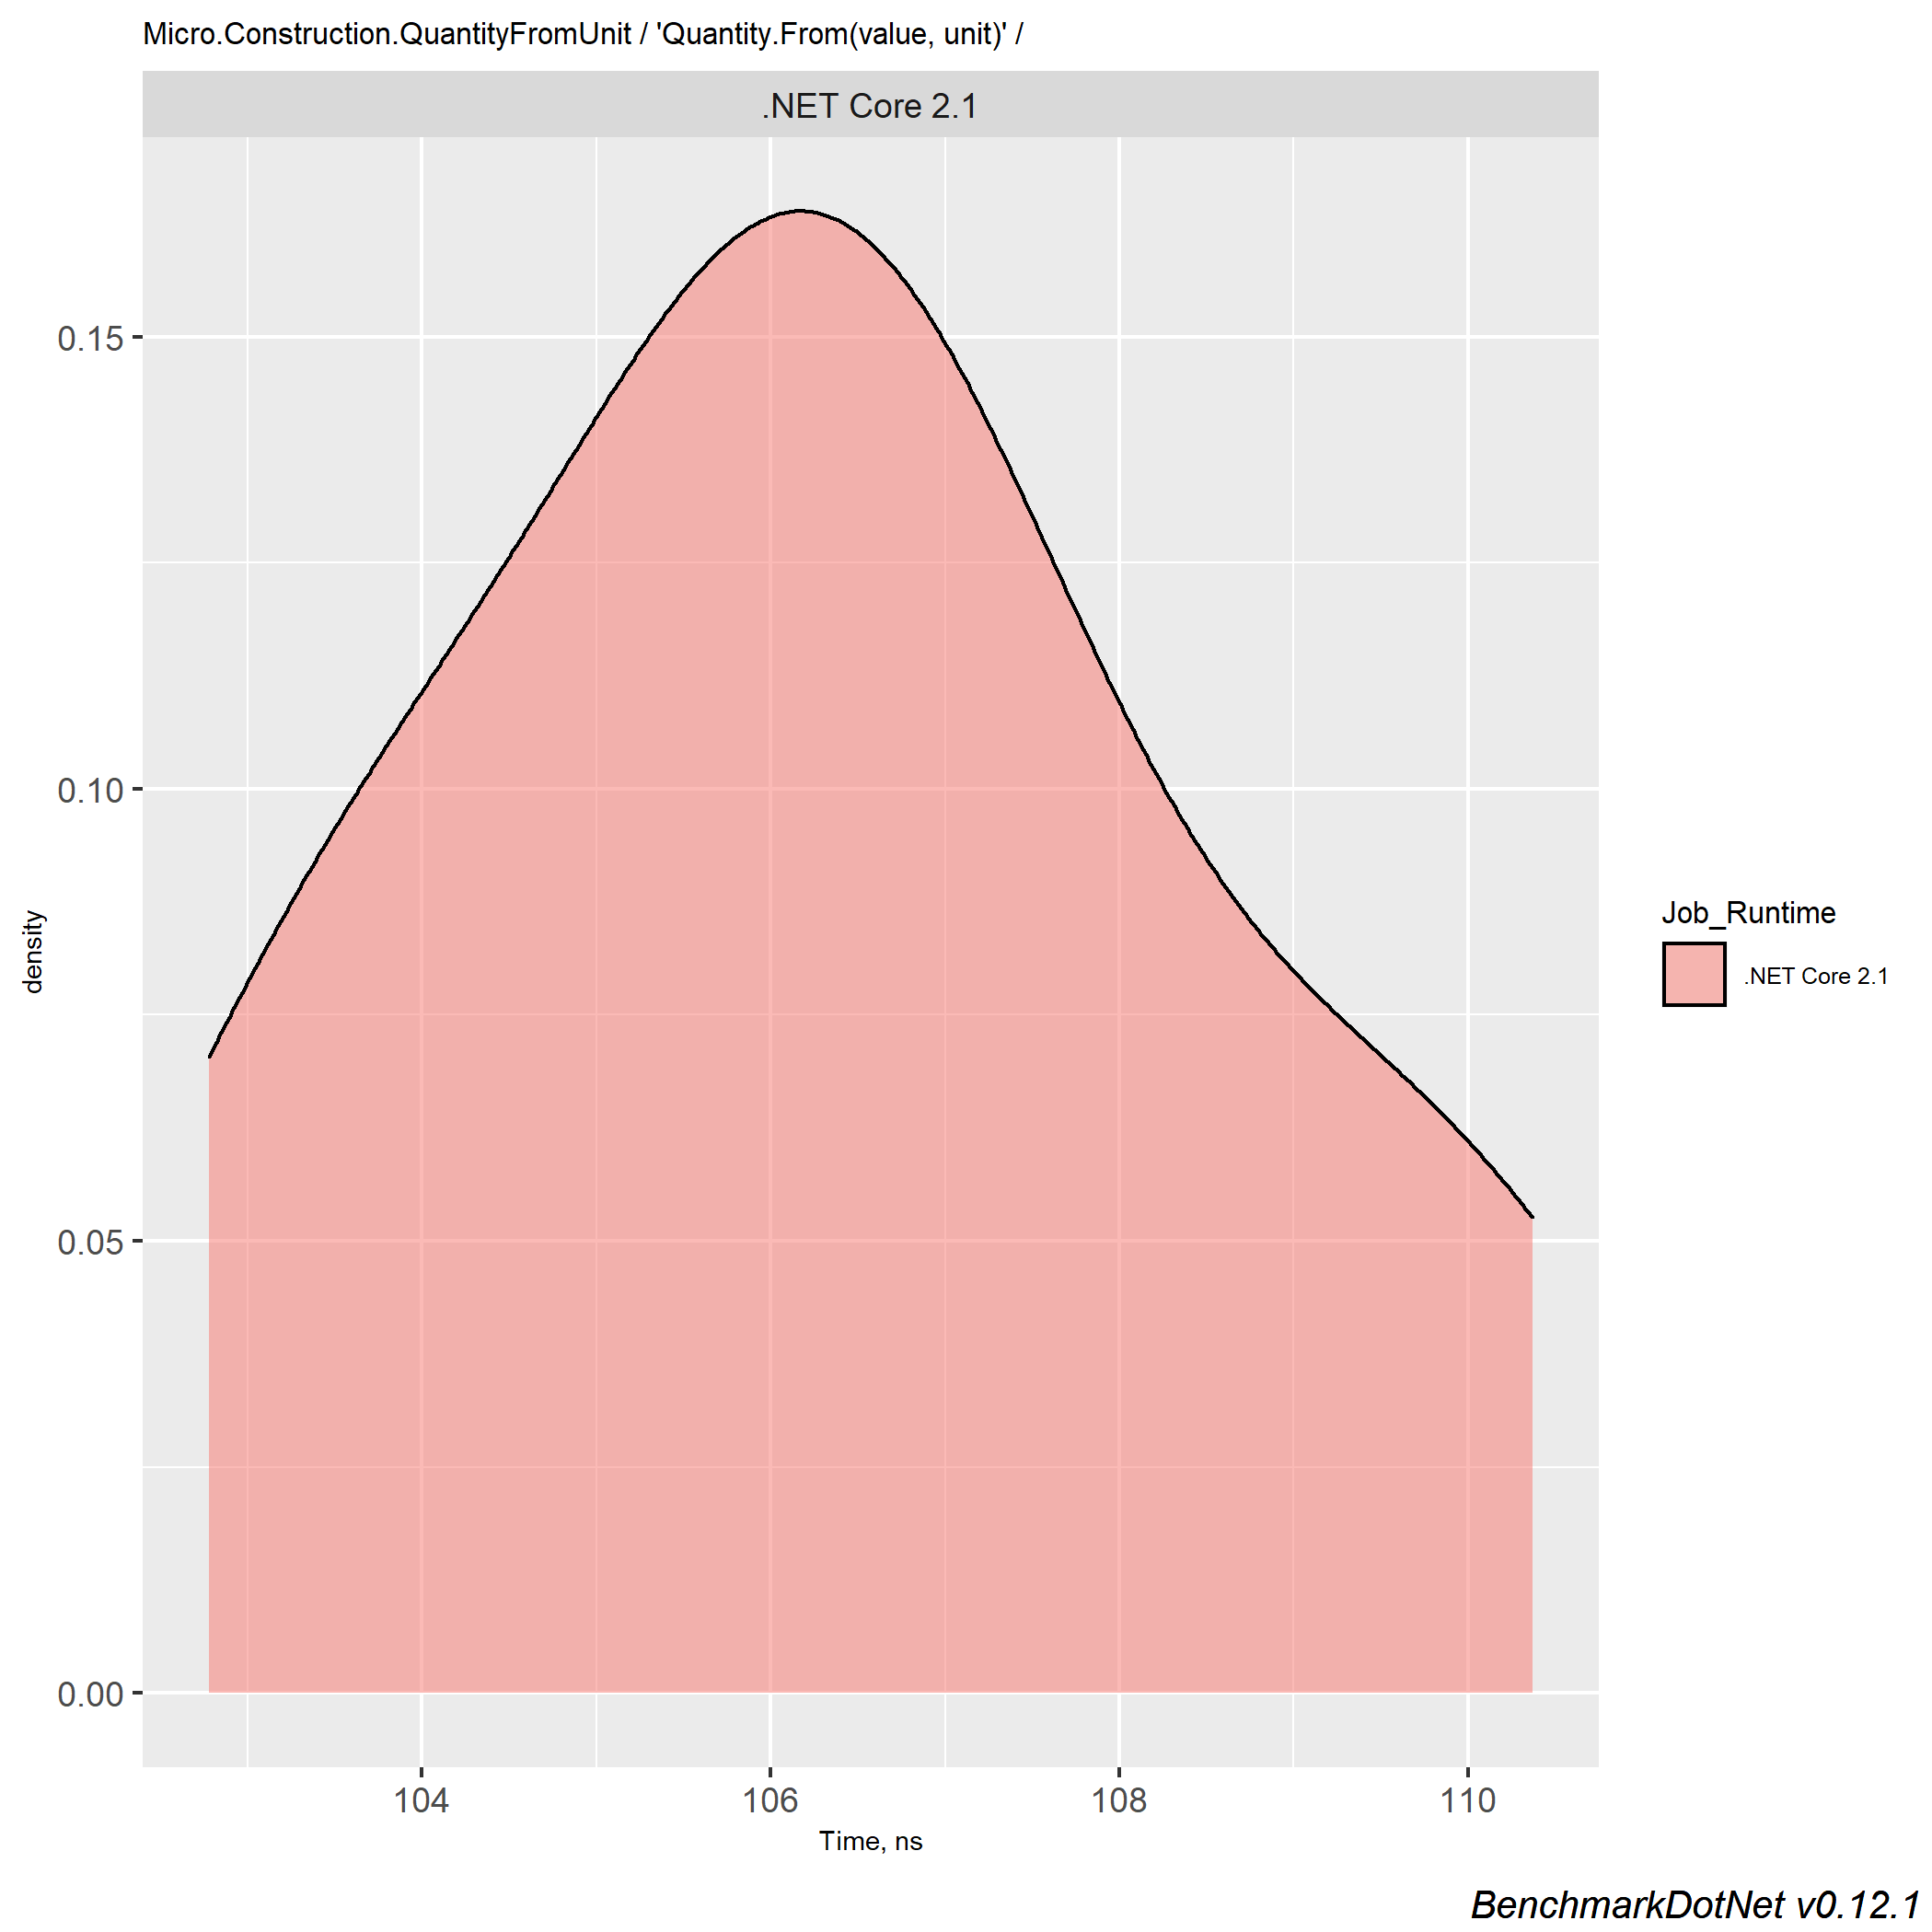 Micro.Construction.QuantityFromUnit / 'Quantity.From(value, unit)' /
.NET Core 2.1
0.15
0.10
0.05
0.00
density
104 106 108 110
Time, ns
Job_Runtime
.NET Core 2.1
BenchmarkDotNet v0.12.1